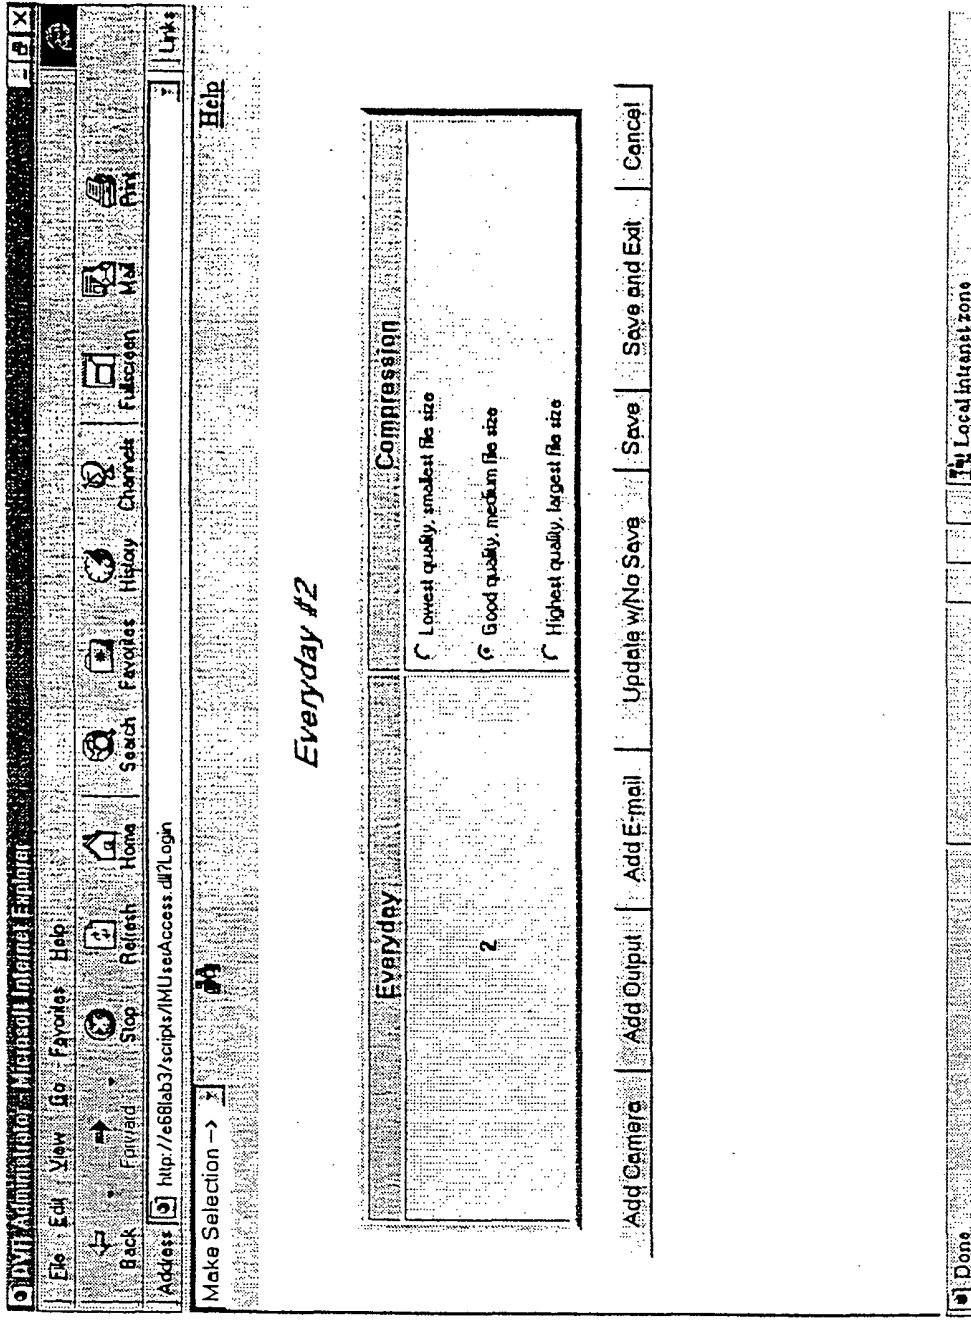 DVR Administrator - Microsoft Internet Explorer
File Edit View Go Favorites Help
Back Forward Stop Refresh Home Search Favorites History Channels Fullscreen Mail Print
Address http://e68lab3/scripts/IMUserAccess.dll?Login Links
Make Selection --> Help
Everyday #2
Everyday Compression
Lowest quality, smallest file size
2 Good quality, medium file size
Highest quality, largest file size
Add Camera Add Output Add E-mail Update w/No Save Save Save and Exit Cancel
Done Local intranet zone